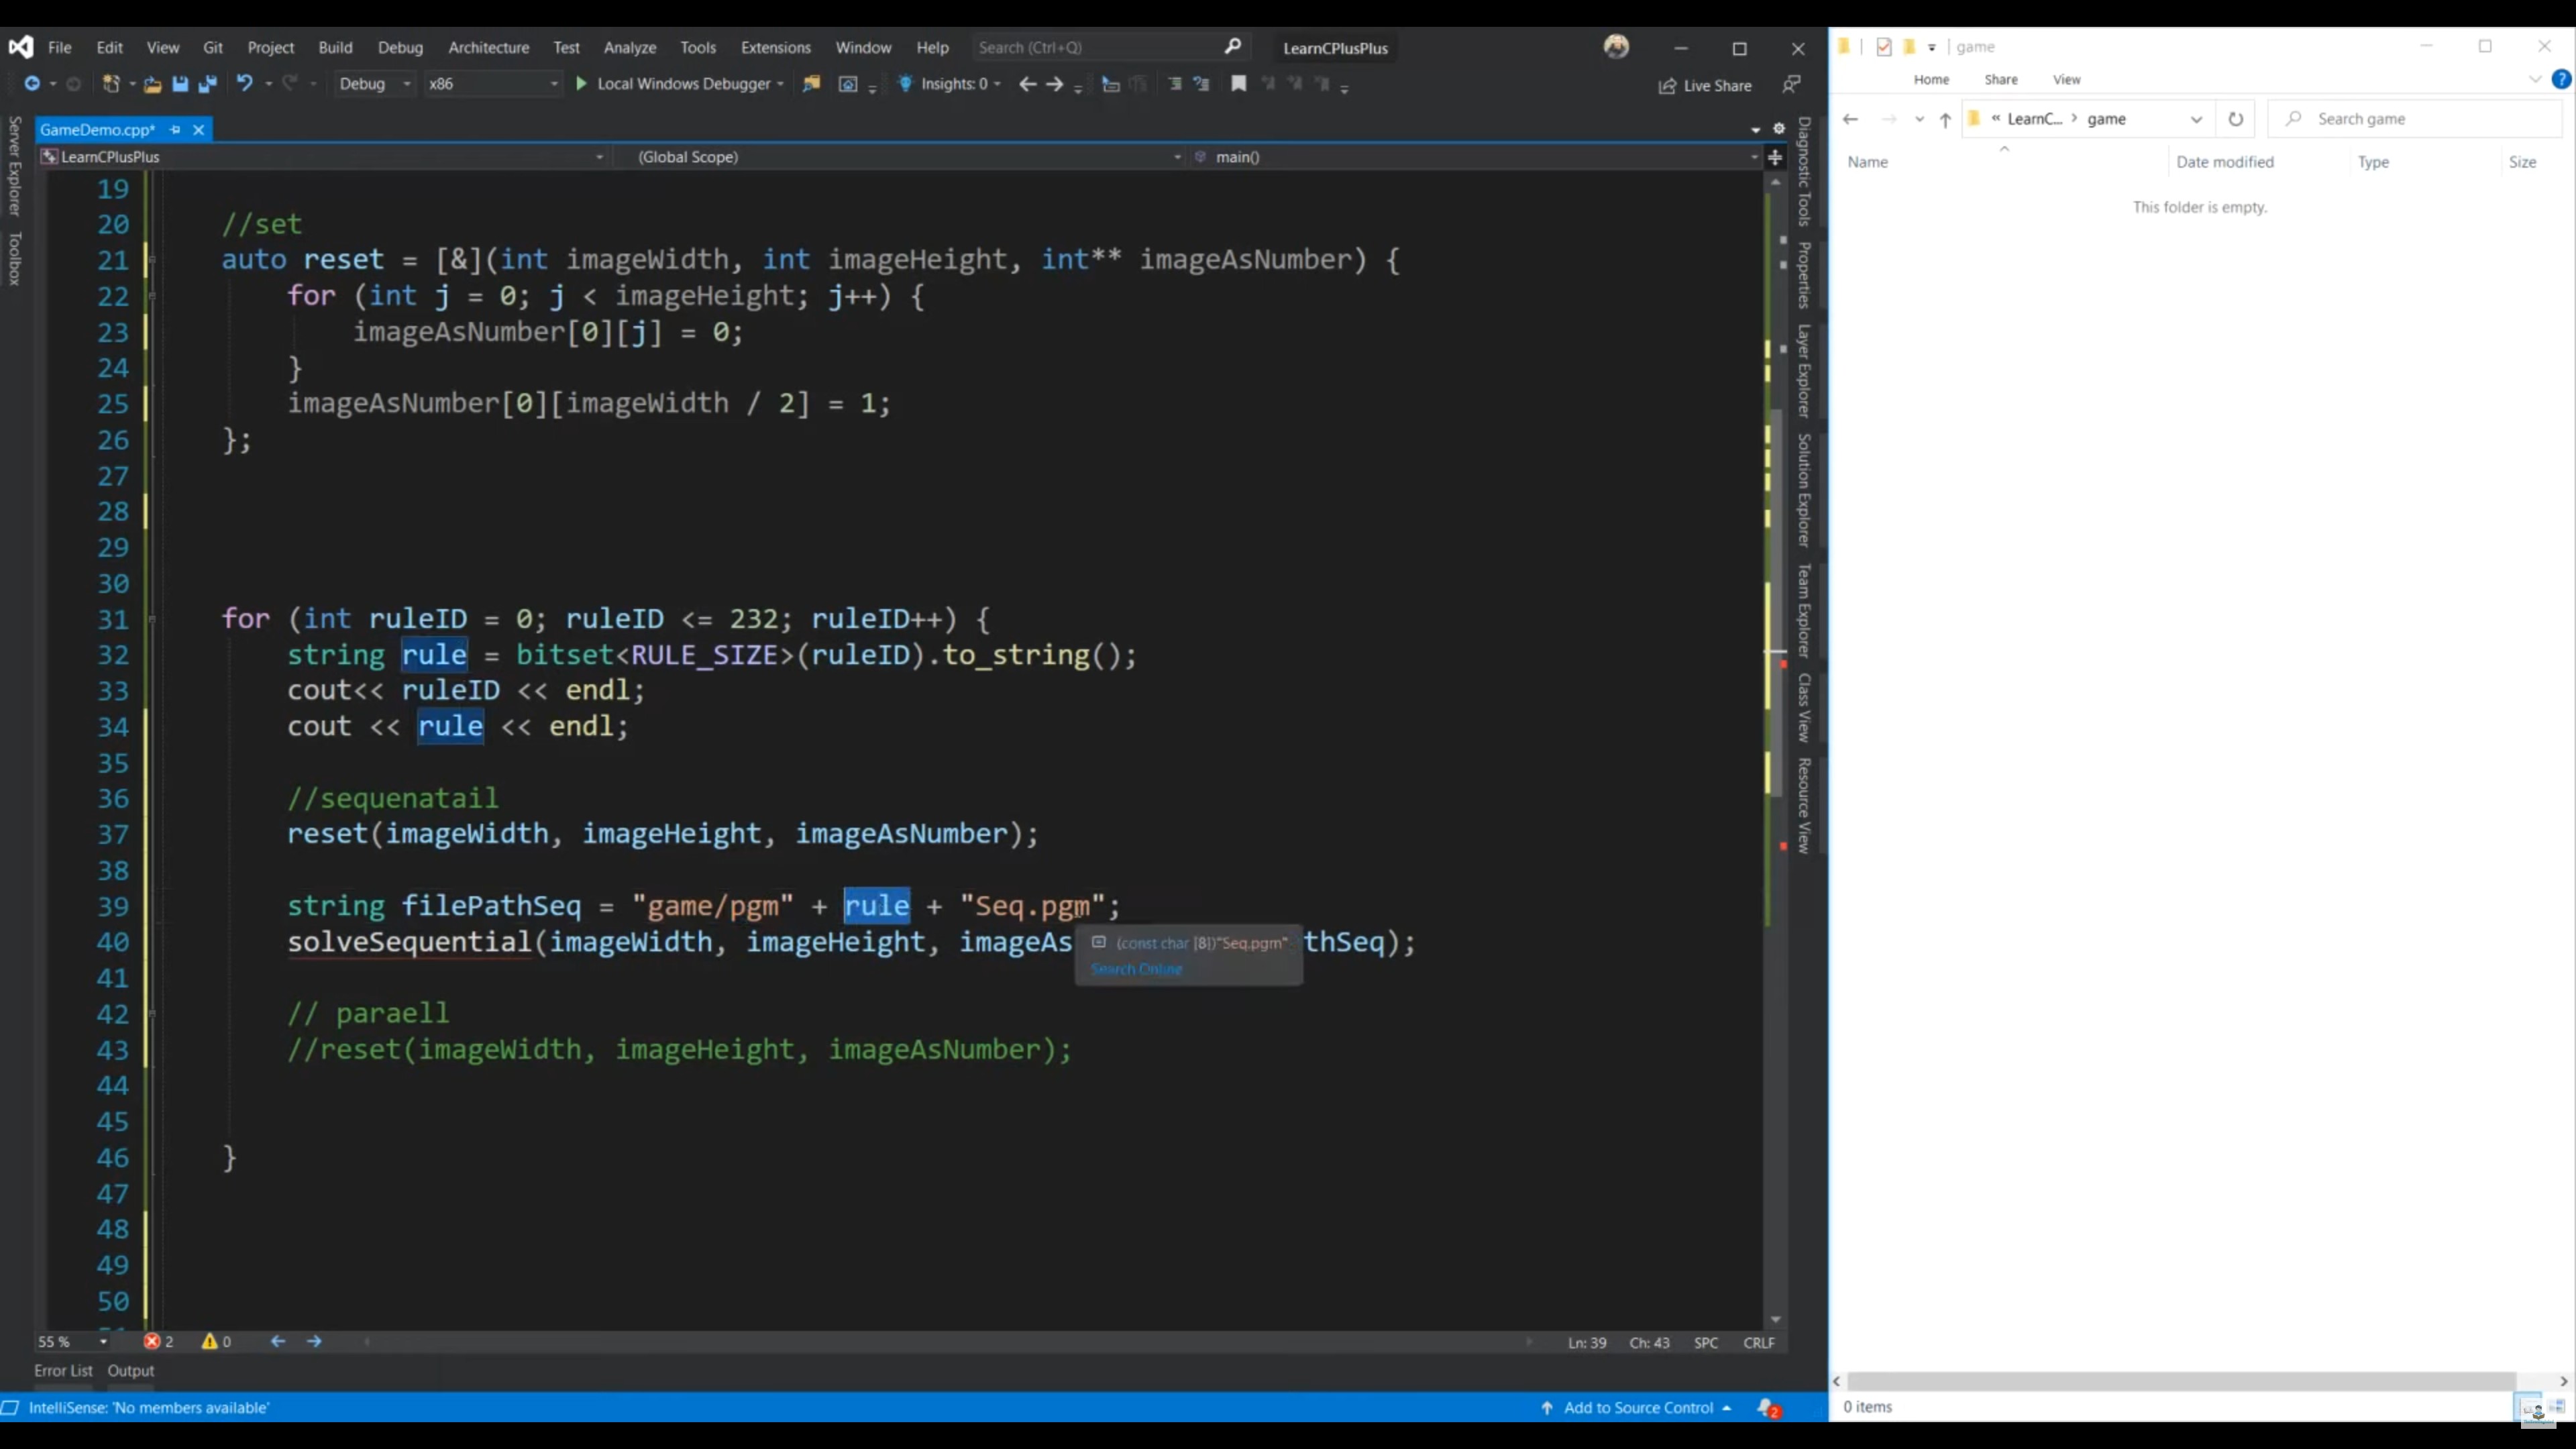 File Edit View Git Project Build Debug Architecture Test Analyze Tools Extensions Window Help Search (Ctrl+Q) LearnCPlusPlus
Debug x86 Local Windows Debugger Insights: 0 Live Share
GameDemo.cpp*
LearnCPlusPlus (Global Scope) main()
Server Explorer
Toolbox
19
20 //set
21 auto reset = [&](int imageWidth, int imageHeight, int** imageAsNumber) {
22 for (int j = 0; j < imageHeight; j++) {
23 imageAsNumber[0][j] = 0;
24 }
25 imageAsNumber[0][imageWidth / 2] = 1;
26 };
27
28
29
30
31 for (int ruleID = 0; ruleID <= 232; ruleID++) {
32 string rule = bitset<RULE_SIZE>(ruleID).to_string();
33 cout<< ruleID << endl;
34 cout << rule << endl;
35
36 //sequenatail
37 reset(imageWidth, imageHeight, imageAsNumber);
38
39 string filePathSeq = "game/pgm" + rule + "Seq.pgm";
40 solveSequential(imageWidth, imageHeight, imageAs thSeq);
(const char [8])"Seq.pgm"
Search Online
41
42 // paraell
43 //reset(imageWidth, imageHeight, imageAsNumber);
44
45
46 }
47
48
49
50
55 % 2 0 Ln: 39 Ch: 43 SPC CRLF
Error List Output
IntelliSense: 'No members available' Add to Source Control 2
Diagnostic Tools
Properties
Layer Explorer
Solution Explorer
Team Explorer
Class View
Resource View
game
Home Share View
« LearnC... > game Search game
Name Date modified Type Size
This folder is empty.
0 items